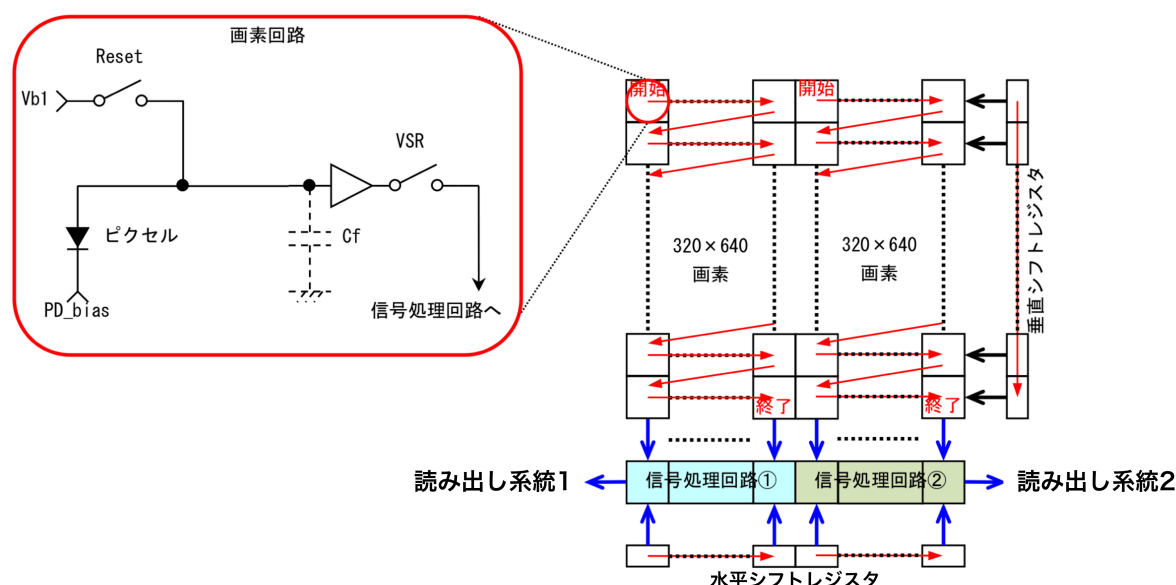 画素回路
Reset
Vb1
VSR
ピクセル
Cf
PD_bias
信号処理回路へ
開始
開始
320×640
画素
320×640
画素
垂直シフトレジスタ
終了
終了
読み出し系統1
信号処理回路①
信号処理回路②
読み出し系統2
水平シフトレジスタ